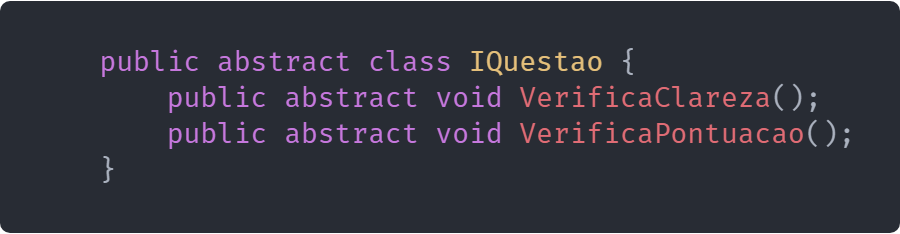 public abstract class IQuestao {
    public abstract void VerificaClareza();
    public abstract void VerificaPontuacao();
}